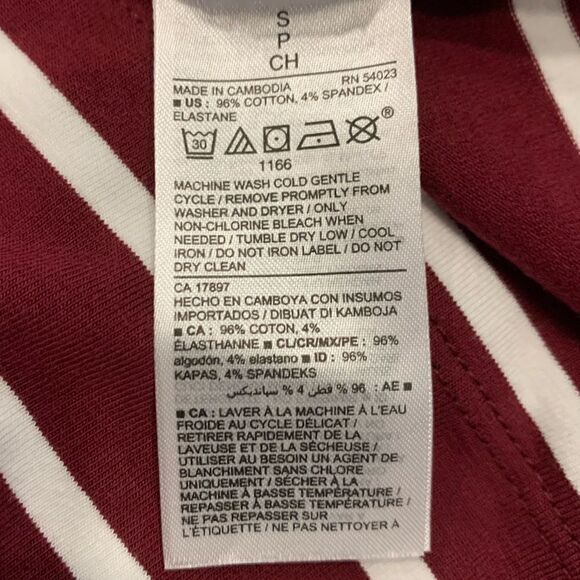 S
P
CH
MADE IN CAMBODIA RN 54023
■ US : 96% COTTON, 4% SPANDEX /
ELASTANE
30 ®
1166
MACHINE WASH COLD GENTLE
CYCLE / REMOVE PROMPTLY FROM
WASHER AND DRYER / ONLY
NON-CHLORINE BLEACH WHEN
NEEDED / TUMBLE DRY LOW / COOL
IRON / DO NOT IRON LABEL / DO NOT
DRY CLEAN
CA 17897
HECHO EN CAMBOYA CON INSUMOS
IMPORTADOS / DIBUAT DI KAMBOJA
■ CA : 96% COTTON, 4%
ÉLASTHANNE ■ CL/CR/MX/PE : 96%
algodón, 4% elastano ■ ID : 96%
KAPAS, 4% SPANDEKS
■ AE : 96 % قطن 4 % سباندكس
■ CA : LAVER À LA MACHINE À L'EAU
FROIDE AU CYCLE DÉLICAT /
RETIRER RAPIDEMENT DE LA
LAVEUSE ET DE LA SÉCHEUSE /
UTILISER AU BESOIN UN AGENT DE
BLANCHIMENT SANS CHLORE
UNIQUEMENT / SÉCHER À LA
MACHINE À BASSE TEMPÉRATURE /
REPASSER À BASSE TEMPÉRATURE /
NE PAS REPASSER SUR
L'ÉTIQUETTE / NE PAS NETTOYER À